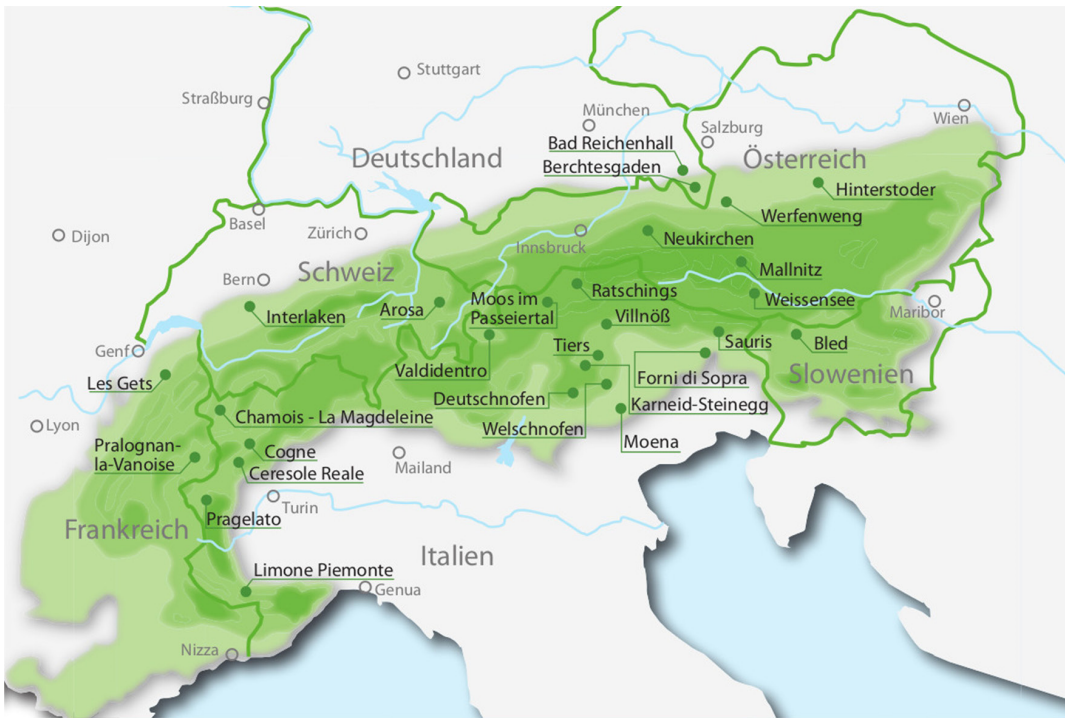 Stuttgart
Straßburg
München
Wien
Salzburg
Bad Reichenhall
Deutschland
Österreich
Berchtesgaden
Hinterstoder
Basel
Werfenweng
Dijon
Zürich
Innsbruck
Neukirchen
Schweiz
Mallnitz
Bern
Ratschings
Weissensee
Moos im
Passeiertal
Arosa
Interlaken
Villnöß
Maribor
Sauris
Bled
Tiers
Genf
Valdidentro
Forni di Sopra
Slowenien
Les Gets
Deutschnofen
Karneid-Steinegg
Chamois - La Magdeleine
Lyon
Welschnofen
Moena
Pralognan-
la-Vanoise
Cogne
Mailand
Ceresole Reale
Turin
Pragelato
Frankreich
Italien
Limone Piemonte
Genua
Nizza